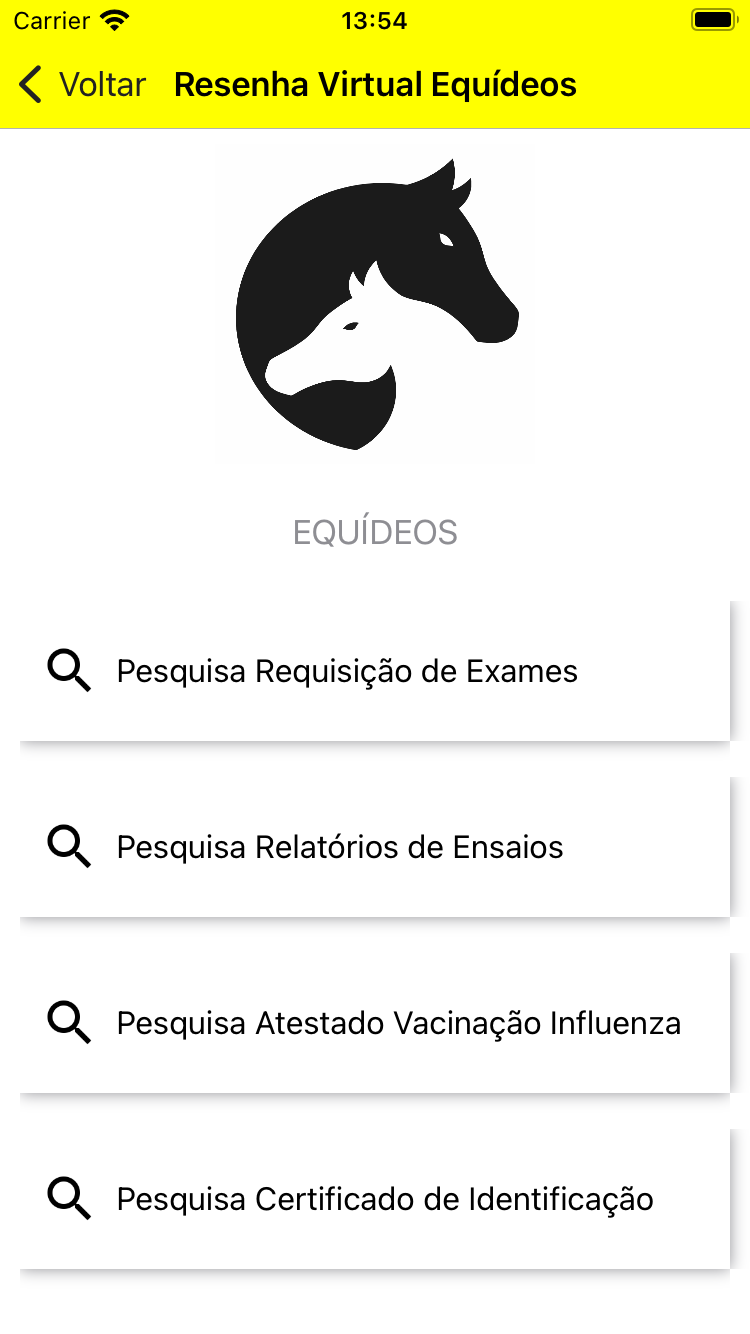 Carrier 13:54
Voltar Resenha Virtual Equídeos
EQUÍDEOS
Pesquisa Requisição de Exames
Pesquisa Relatórios de Ensaios
Pesquisa Atestado Vacinação Influenza
Pesquisa Certificado de Identificação